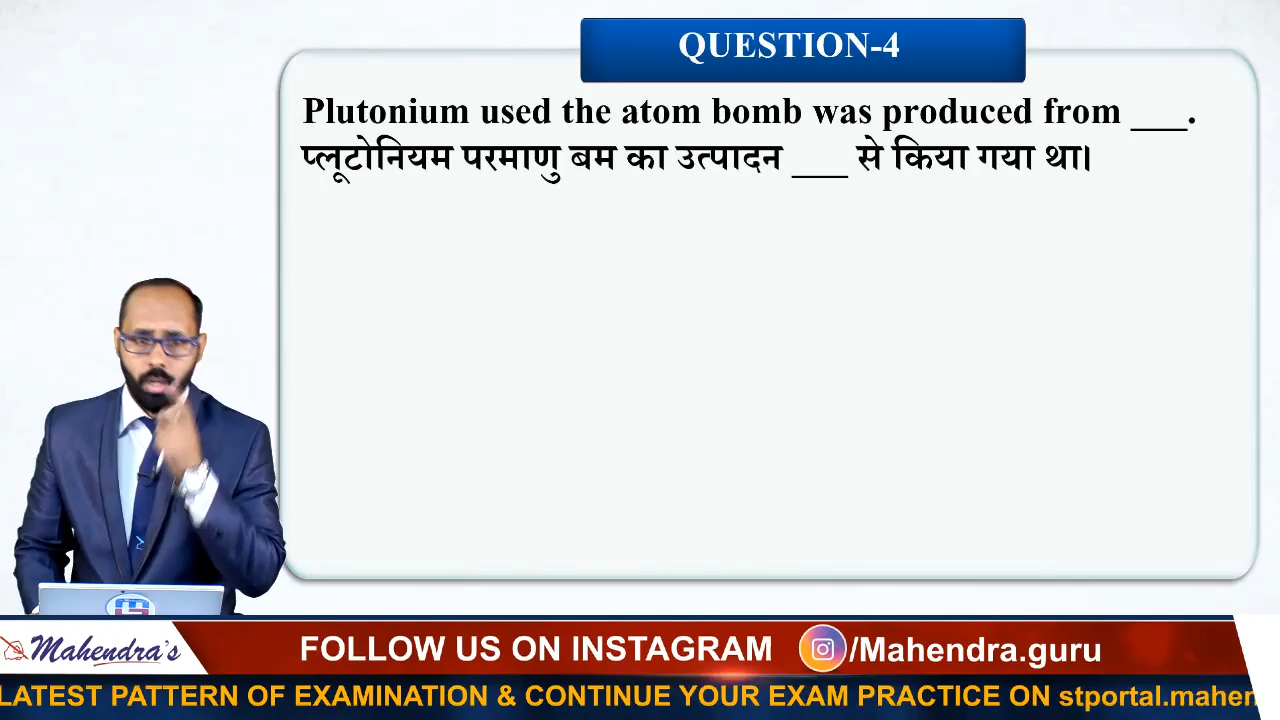 QUESTION-4
Plutonium used the atom bomb was produced from ___.
प्लूटोनियम परमाणु बम का उत्पादन ___ से किया गया था।
Mahendra's
FOLLOW US ON INSTAGRAM /Mahendra.guru
LATEST PATTERN OF EXAMINATION & CONTINUE YOUR EXAM PRACTICE ON stportal.mahen